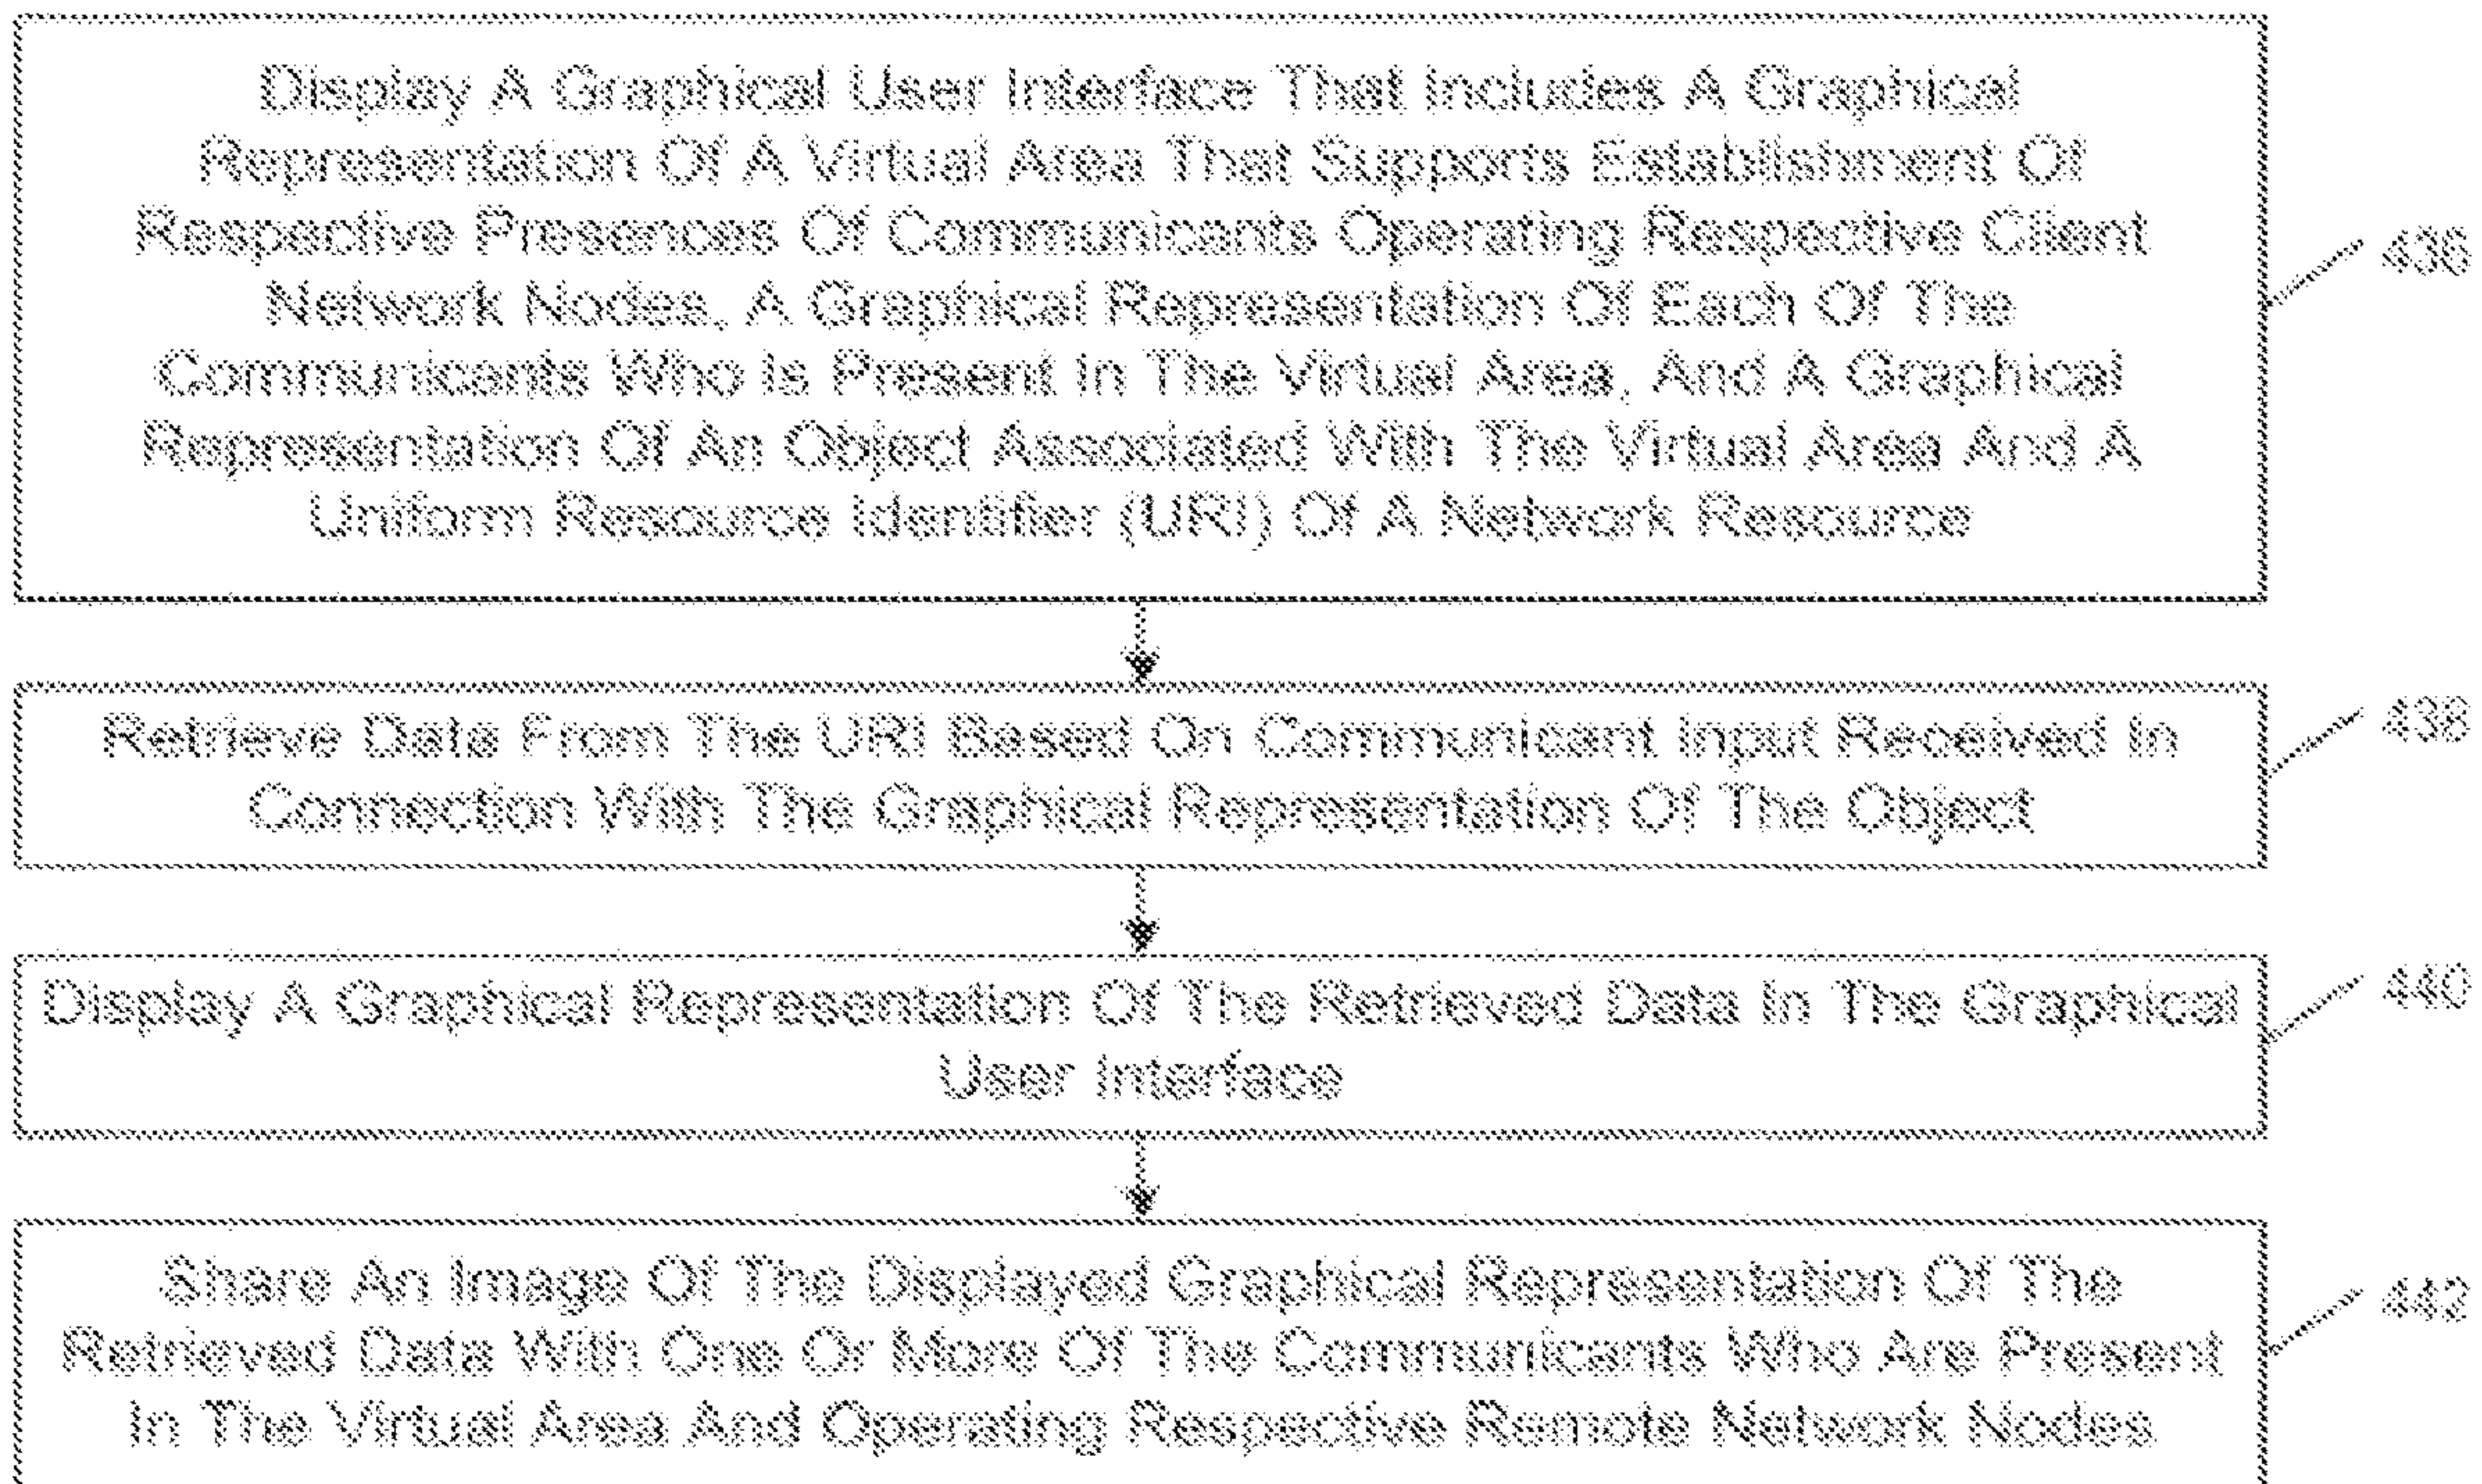 Display A Graphical User Interface That Includes A Graphical
Representation Of A Virtual Area That Supports Establishment Of
Respective Presences Of Communicants Operating Respective Client
Network Nodes, A Graphical Representation Of Each Of The
Communicants Who Is Present In The Virtual Area, And A Graphical
Representation Of An Object Associated With The Virtual Area And A
Uniform Resource Identifier (URI) Of A Network Resource
436
Retrieve Data From The URI Based On Communicant Input Received In
Connection With The Graphical Representation Of The Object
438
Display A Graphical Representation Of The Retrieved Data In The Graphical
User Interface
440
Share An Image Of The Displayed Graphical Representation Of The
Retrieved Data With One Or More Of The Communicants Who Are Present
In The Virtual Area And Operating Respective Remote Network Nodes
442